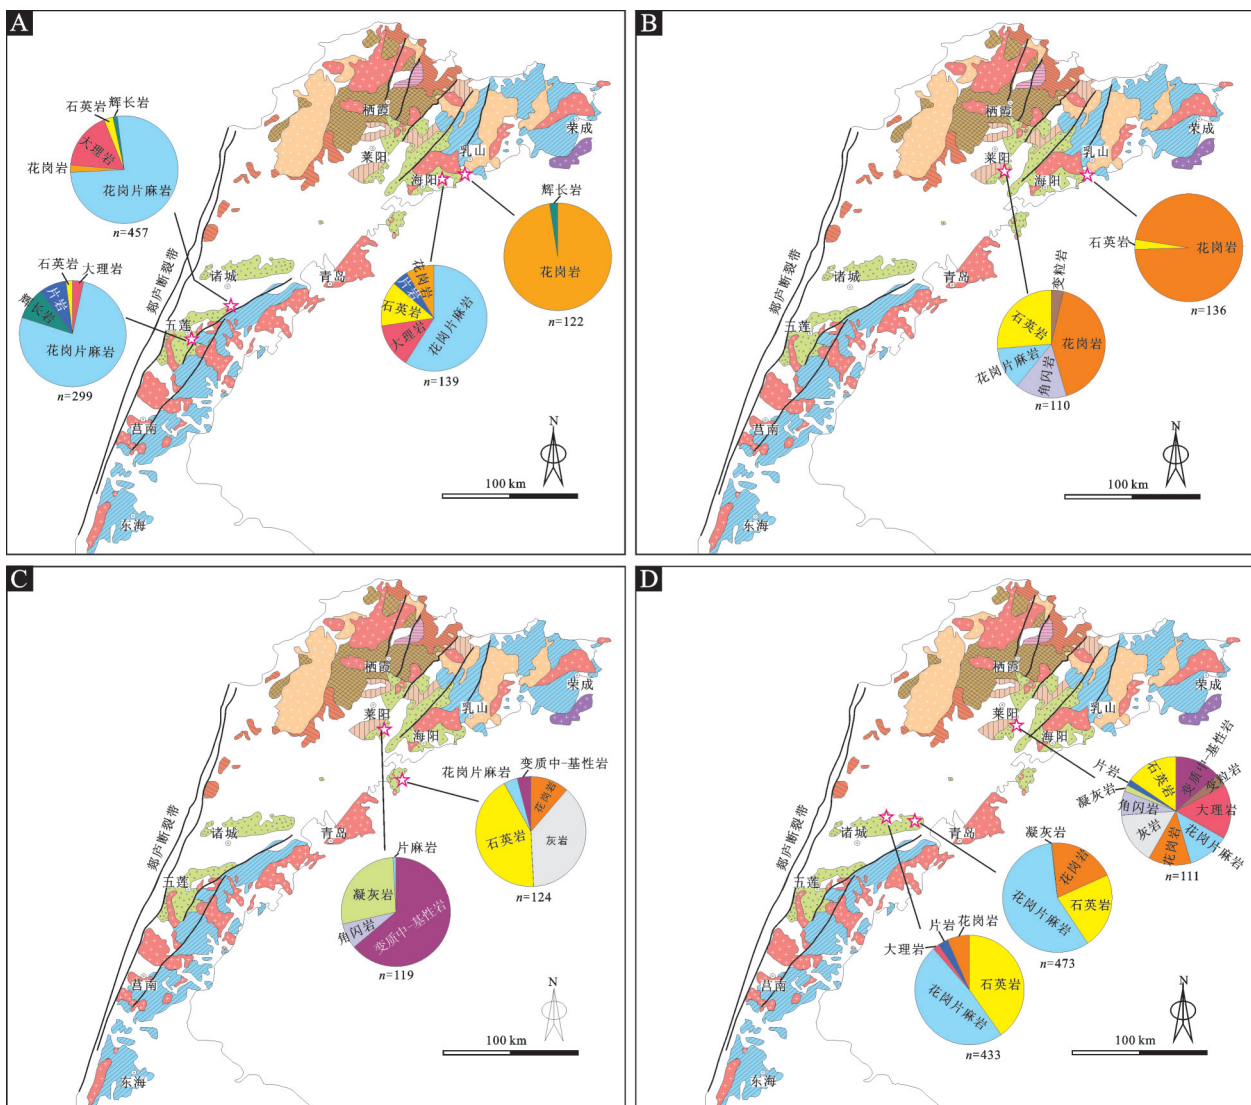 A
石英岩
辉长岩
大理岩
花岗岩
花岗片麻岩
n=457
石英岩
大理岩
片岩
辉长岩
花岗片麻岩
n=299
郯庐断裂带
栖霞
莱阳
乳山
海阳
荣成
诸城
青岛
五莲
莒南
东海
花岗岩
片岩
石英岩
大理岩
花岗片麻岩
n=139
辉长岩
花岗岩
n=122
N
100 km
B
郯庐断裂带
栖霞
莱阳
乳山
海阳
荣成
诸城
青岛
五莲
莒南
东海
变粒岩
石英岩
花岗岩
花岗片麻岩
角闪岩
n=110
石英岩
花岗岩
n=136
N
100 km
C
郯庐断裂带
栖霞
莱阳
乳山
海阳
荣成
诸城
青岛
五莲
莒南
东海
花岗片麻岩
变质中-基性岩
花岗岩
石英岩
灰岩
n=124
片麻岩
凝灰岩
角闪岩
变质中-基性岩
n=119
N
100 km
D
郯庐断裂带
栖霞
莱阳
乳山
海阳
荣成
诸城
青岛
五莲
莒南
东海
片岩
石英岩
变质中-基性岩
变粒岩
凝灰岩
角闪岩
大理岩
灰岩
花岗岩
花岗片麻岩
n=111
凝灰岩
花岗岩
花岗片麻岩
石英岩
n=473
片岩
花岗岩
大理岩
石英岩
花岗片麻岩
n=433
N
100 km